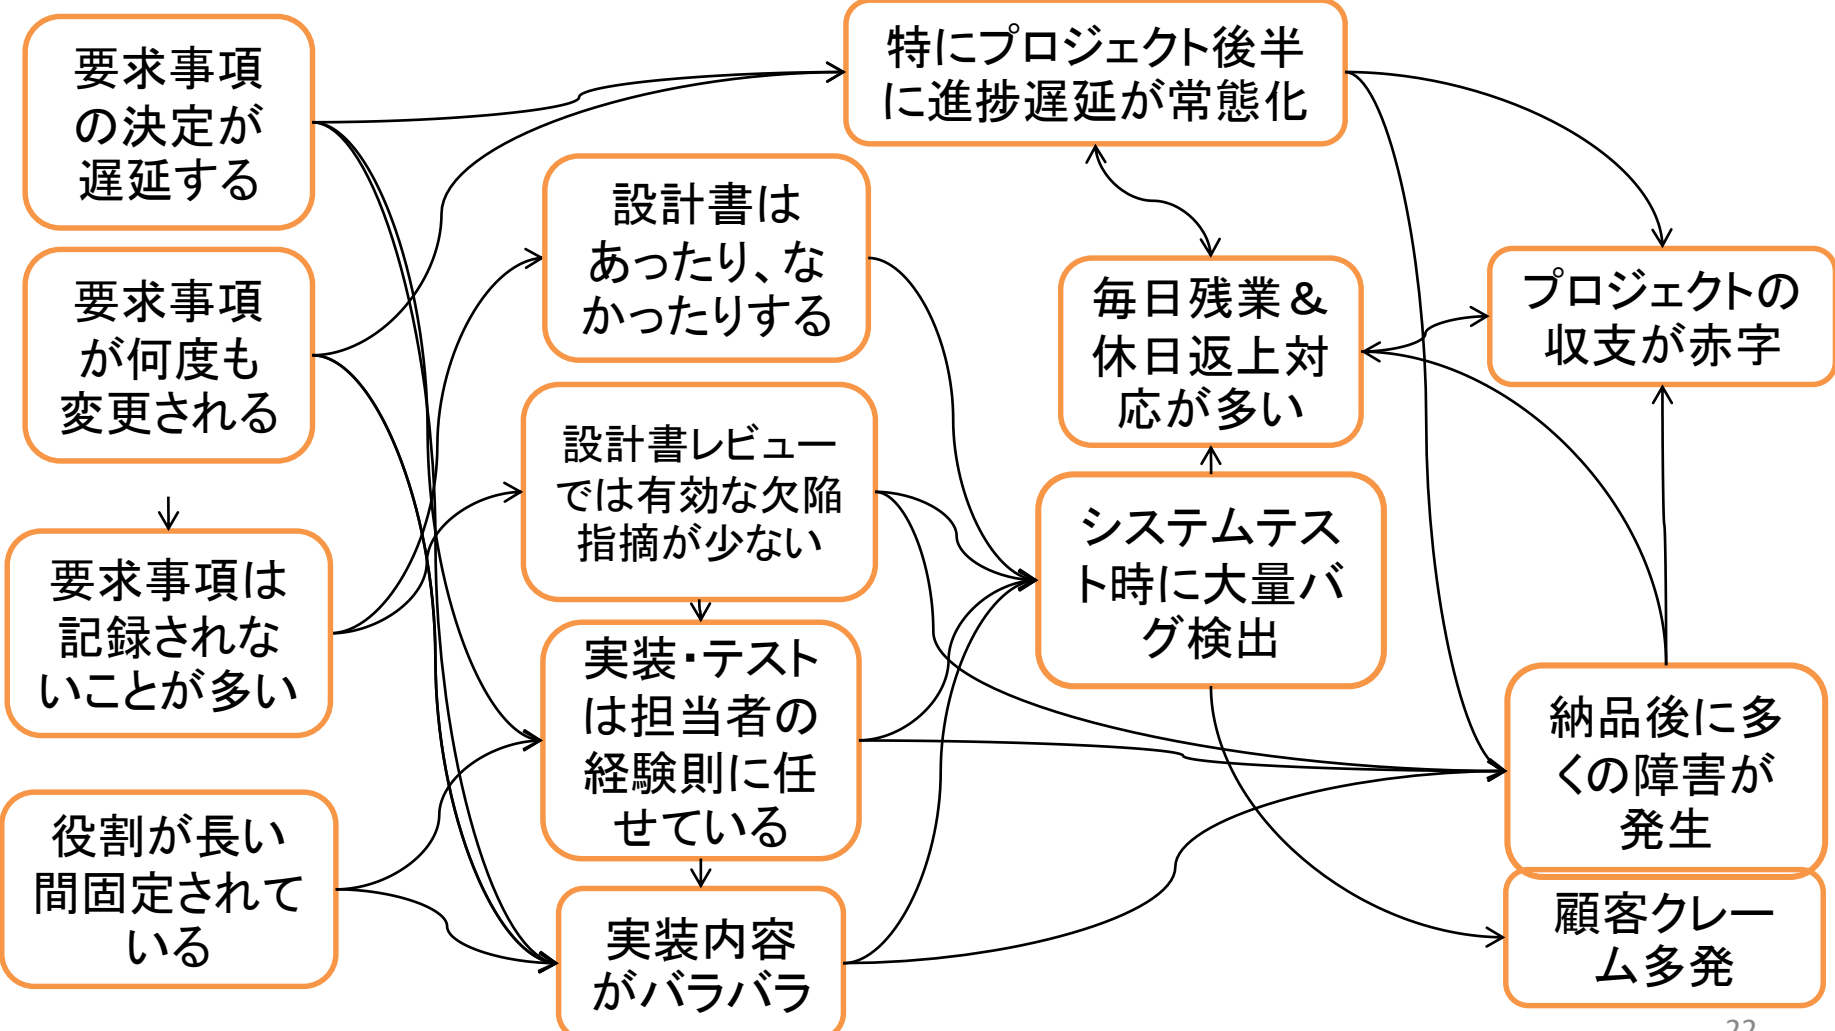 要求事項
の決定が
遅延する
特にプロジェクト後半
に進捗遅延が常態化
設計書は
あったり、な
かったりする
要求事項
が何度も
変更される
毎日残業＆
休日返上対
応が多い
プロジェクトの
収支が赤字
設計書レビュー
では有効な欠陥
指摘が少ない
システムテス
ト時に大量バ
グ検出
要求事項は
記録されな
いことが多い
実装・テスト
は担当者の
経験則に任
せている
納品後に多
くの障害が
発生
役割が長い
間固定されて
いる
実装内容
がバラバラ
顧客クレー
ム多発
22